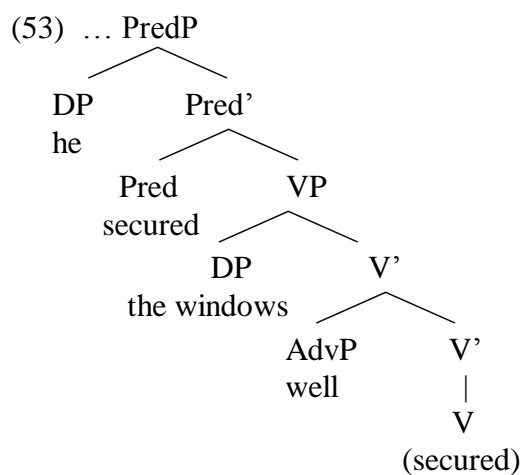 (53) … PredP
DP Pred’
he
Pred VP
secured
DP V’
the windows
AdvP V’
well
V
(secured)